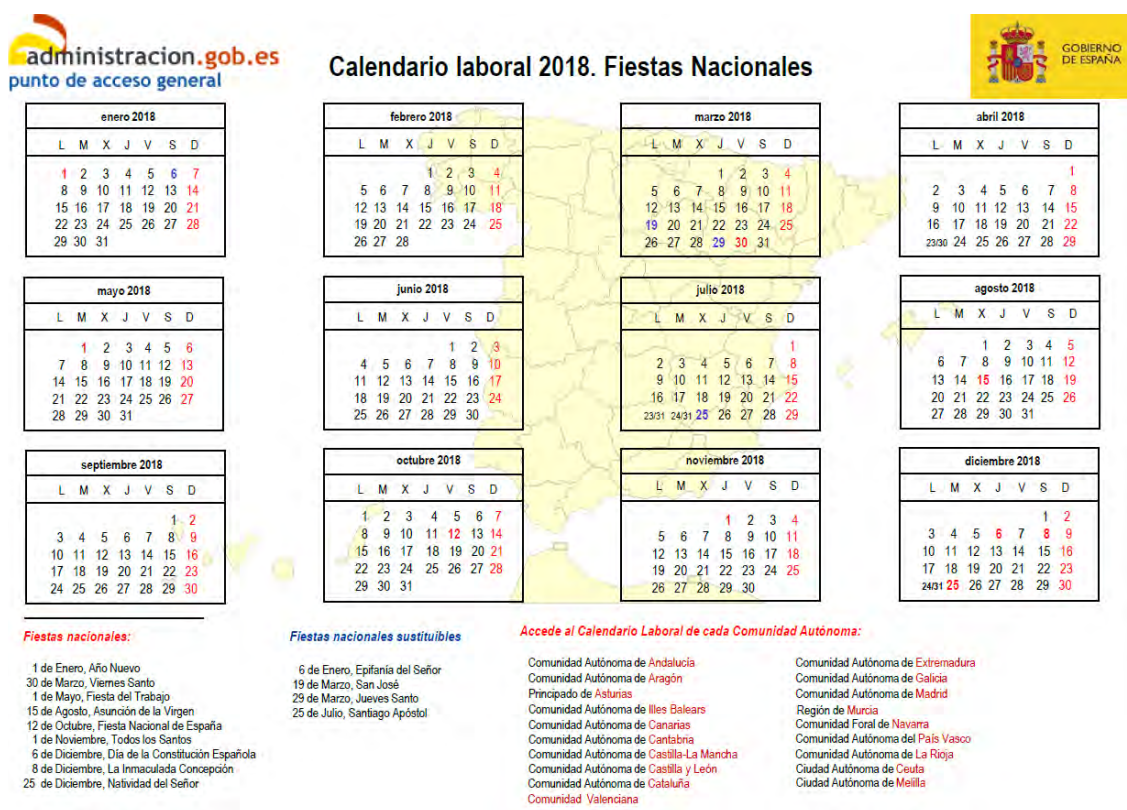 administracion.gob.es
punto de acceso general
Calendario laboral 2018. Fiestas Nacionales
GOBIERNO
DE ESPAÑA
enero 2018
L M X J V S D
1 2 3 4 5 6 7
8 9 10 11 12 13 14
15 16 17 18 19 20 21
22 23 24 25 26 27 28
29 30 31
febrero 2018
L M X J V S D
1 2 3 4
5 6 7 8 9 10 11
12 13 14 15 16 17 18
19 20 21 22 23 24 25
26 27 28
marzo 2018
L M X J V S D
1 2 3 4
5 6 7 8 9 10 11
12 13 14 15 16 17 18
19 20 21 22 23 24 25
26 27 28 29 30 31
abril 2018
L M X J V S D
1
2 3 4 5 6 7 8
9 10 11 12 13 14 15
16 17 18 19 20 21 22
23/30 24 25 26 27 28 29
mayo 2018
L M X J V S D
1 2 3 4 5 6
7 8 9 10 11 12 13
14 15 16 17 18 19 20
21 22 23 24 25 26 27
28 29 30 31
junio 2018
L M X J V S D
1 2 3
4 5 6 7 8 9 10
11 12 13 14 15 16 17
18 19 20 21 22 23 24
25 26 27 28 29 30
julio 2018
L M X J V S D
1
2 3 4 5 6 7 8
9 10 11 12 13 14 15
16 17 18 19 20 21 22
23/31 24/31 25 26 27 28 29
agosto 2018
L M X J V S D
1 2 3 4 5
6 7 8 9 10 11 12
13 14 15 16 17 18 19
20 21 22 23 24 25 26
27 28 29 30 31
septiembre 2018
L M X J V S D
1 2
3 4 5 6 7 8 9
10 11 12 13 14 15 16
17 18 19 20 21 22 23
24 25 26 27 28 29 30
octubre 2018
L M X J V S D
1 2 3 4 5 6 7
8 9 10 11 12 13 14
15 16 17 18 19 20 21
22 23 24 25 26 27 28
29 30 31
noviembre 2018
L M X J V S D
1 2 3 4
5 6 7 8 9 10 11
12 13 14 15 16 17 18
19 20 21 22 23 24 25
26 27 28 29 30
diciembre 2018
L M X J V S D
1 2
3 4 5 6 7 8 9
10 11 12 13 14 15 16
17 18 19 20 21 22 23
24/31 25 26 27 28 29 30
Fiestas nacionales:
1 de Enero, Año Nuevo
30 de Marzo, Viernes Santo
1 de Mayo, Fiesta del Trabajo
15 de Agosto, Asunción de la Virgen
12 de Octubre, Fiesta Nacional de España
1 de Noviembre, Todos los Santos
6 de Diciembre, Día de la Constitución Española
8 de Diciembre, La Inmaculada Concepción
25 de Diciembre, Natividad del Señor
Fiestas nacionales sustituibles
6 de Enero, Epifanía del Señor
19 de Marzo, San José
29 de Marzo, Jueves Santo
25 de Julio, Santiago Apóstol
Accede al Calendario Laboral de cada Comunidad Autónoma:
Comunidad Autónoma de Andalucía
Comunidad Autónoma de Aragón
Principado de Asturias
Comunidad Autónoma de Illes Balears
Comunidad Autónoma de Canarias
Comunidad Autónoma de Cantabria
Comunidad Autónoma de Castilla-La Mancha
Comunidad Autónoma de Castilla y León
Comunidad Autónoma de Cataluña
Comunidad Valenciana
Comunidad Autónoma de Extremadura
Comunidad Autónoma de Galicia
Comunidad Autónoma de Madrid
Región de Murcia
Comunidad Foral de Navarra
Comunidad Autónoma del País Vasco
Comunidad Autónoma de La Rioja
Ciudad Autónoma de Ceuta
Ciudad Autónoma de Melilla